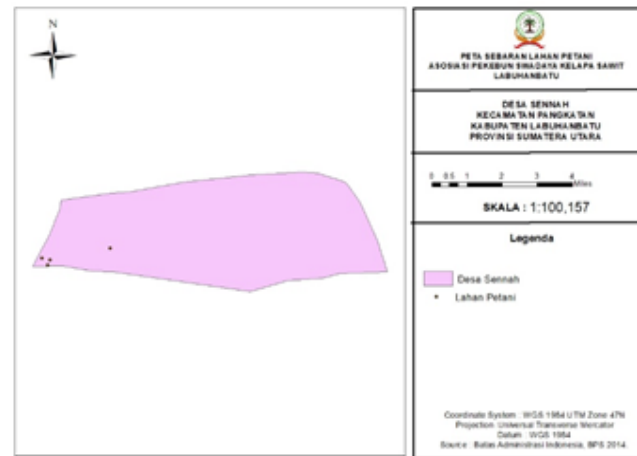 N
PETA SEBARAN LAHAN PETANI
ASOSIASI PEKEBUN SWADAYA KELAPA SAWIT
LABUHANBATU
DESA SENNAH
KECAMATAN PANGKATAN
KABUPATEN LABUHANBATU
PROVINSI SUMATERA UTARA
0 0.5 1 2 3 4
Miles
SKALA : 1:100,157
Legenda
Desa Sennah
Lahan Petani
Coordinate System : WGS 1984 UTM Zone 47N
Projection: Universal Transverse Mercator
Datum : WGS 1984
Source : Batas Administrasi Indonesia, BPS 2014.